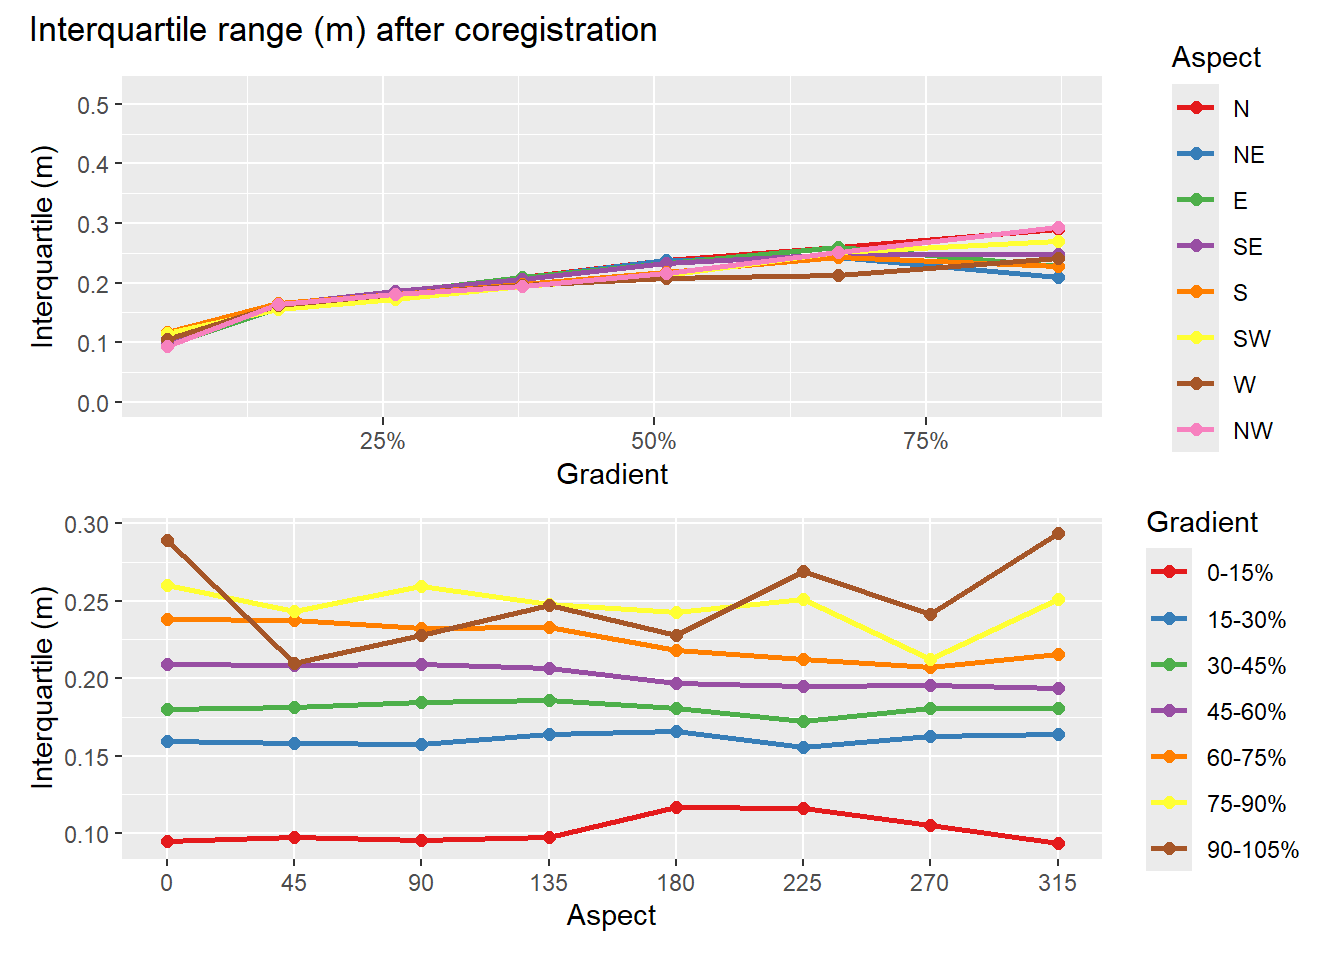 Interquartile range (m) after coregistration
Interquartile (m)
0.5
0.4
0.3
0.2
0.1
0.0
25% 50% 75%
Gradient
Aspect
N
NE
E
SE
S
SW
W
NW
Interquartile (m)
0.30
0.25
0.20
0.15
0.10
0 45 90 135 180 225 270 315
Aspect
Gradient
0-15%
15-30%
30-45%
45-60%
60-75%
75-90%
90-105%